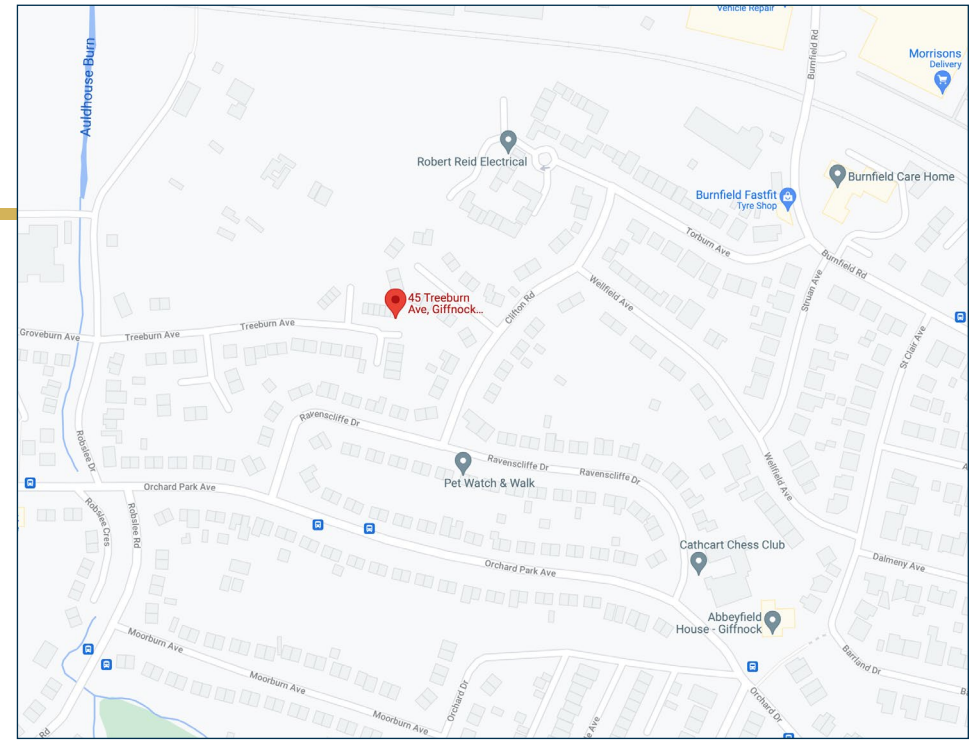 Vehicle Repair
Burnfield Rd
Morrisons
Delivery
Auldhouse Burn
Robert Reid Electrical
Burnfield Care Home
Burnfield Fastfit
Tyre Shop
Torburn Ave
Burnfield Rd
Struan Ave
Wellfield Ave
Clifton Rd
45 Treeburn
Ave, Giffnock...
Treeburn Ave
Treeburn Ave
Groveburn Ave
St Clair Ave
Ravenscliffe Dr
Robslee Dr
Ravenscliffe Dr
Ravenscliffe Dr
Pet Watch & Walk
Wellfield Ave
Orchard Park Ave
Robslee Cres
Robslee Rd
Cathcart Chess Club
Orchard Park Ave
Dalmeny Ave
Abbeyfield
House - Giffnock
Moorburn Ave
Barrland Dr
Moorburn Ave
Orchard Dr
Orchard Dr
Moorburn Ave
Rd